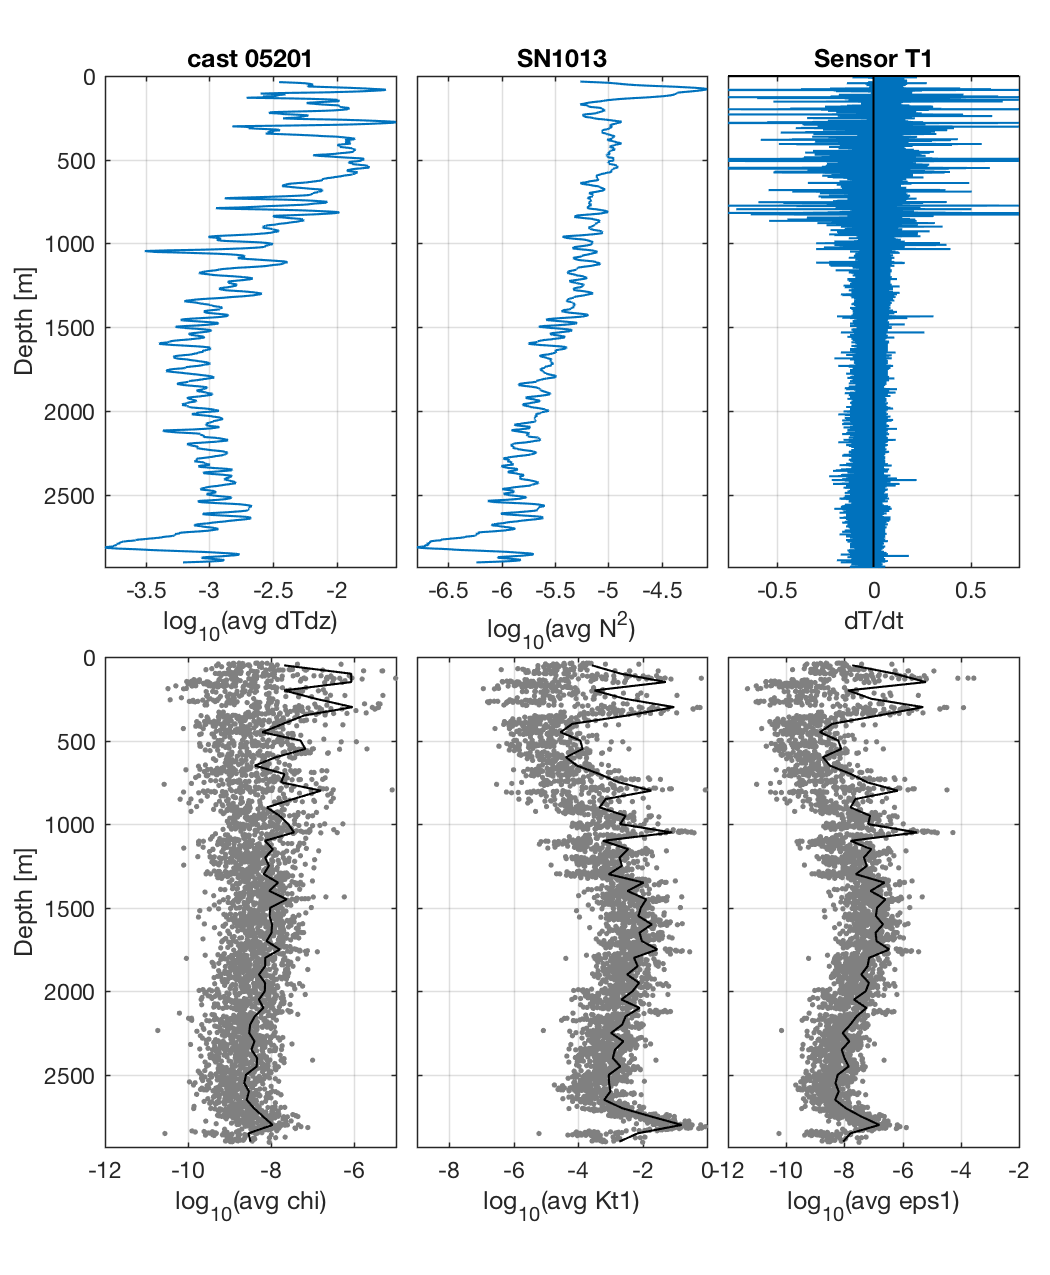 cast 05201
SN1013
Sensor T1
0
500
1000
1500
2000
2500
Depth [m]
-3.5 -3 -2.5 -2
log10(avg dTdz)
-6.5 -6 -5.5 -5 -4.5
log10(avg N2)
-0.5 0 0.5
dT/dt
0
500
1000
1500
2000
2500
Depth [m]
-12 -10 -8 -6
log10(avg chi)
-8 -6 -4 -2 0
log10(avg Kt1)
-12 -10 -8 -6 -4 -2
log10(avg eps1)